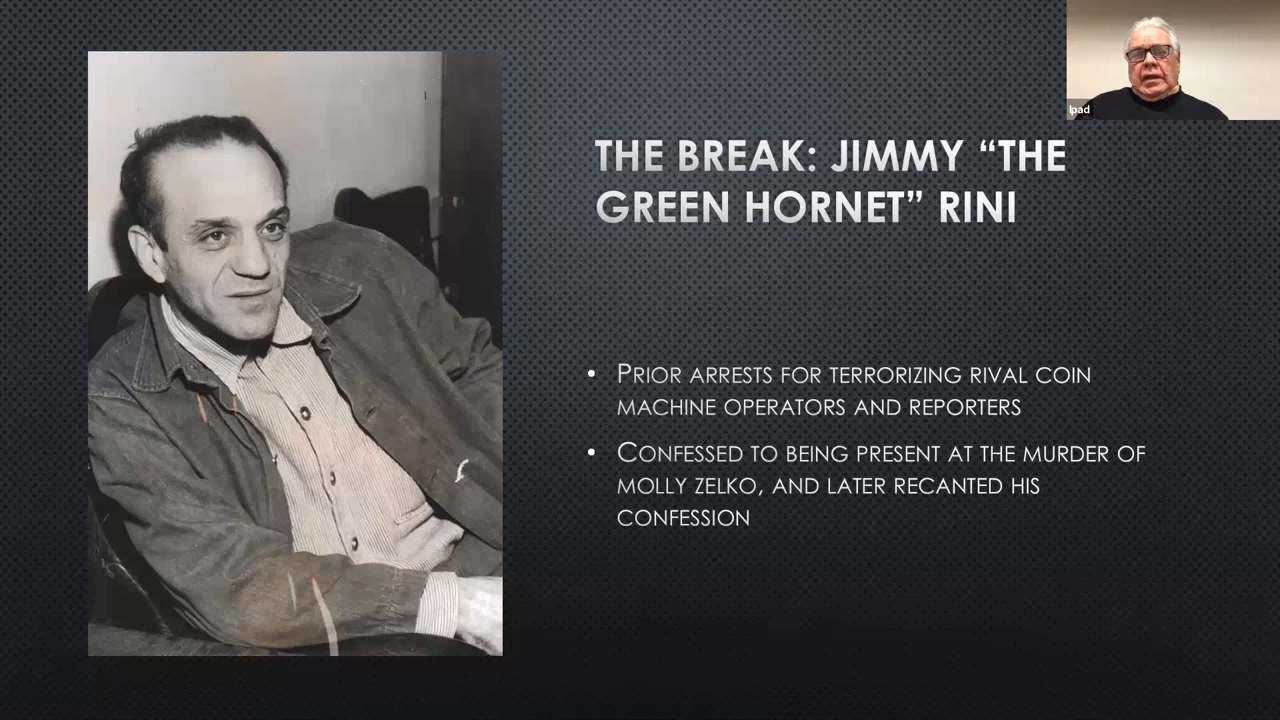 Ipad
THE BREAK: JIMMY “THE
GREEN HORNET” RINI
• PRIOR ARRESTS FOR TERRORIZING RIVAL COIN
MACHINE OPERATORS AND REPORTERS
• CONFESSED TO BEING PRESENT AT THE MURDER OF
MOLLY ZELKO, AND LATER RECANTED HIS
CONFESSION